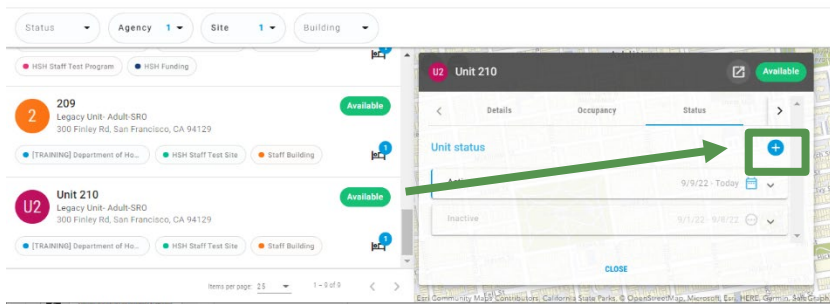 Status
Agency 1
Site 1
Building
HSH Staff Test Program
HSH Funding
2
209
Legacy Unit- Adult-SRO
300 Finley Rd, San Francisco, CA 94129
Available
[TRAINING] Department of Ho...
HSH Staff Test Site
Staff Building
1
U2
Unit 210
Legacy Unit- Adult-SRO
300 Finley Rd, San Francisco, CA 94129
Available
[TRAINING] Department of Ho...
HSH Staff Test Site
Staff Building
1
Items per page: 25
1 – 8 of 8
U2 Unit 210
Available
Details
Occupancy
Status
Unit status
9/9/22 - Today
Inactive
9/1/22 - 9/8/22
CLOSE
Esri Community Maps Contributors, California State Parks, © OpenStreetMap, Microsoft, Esri, HERE, Garmin, SafeGraph